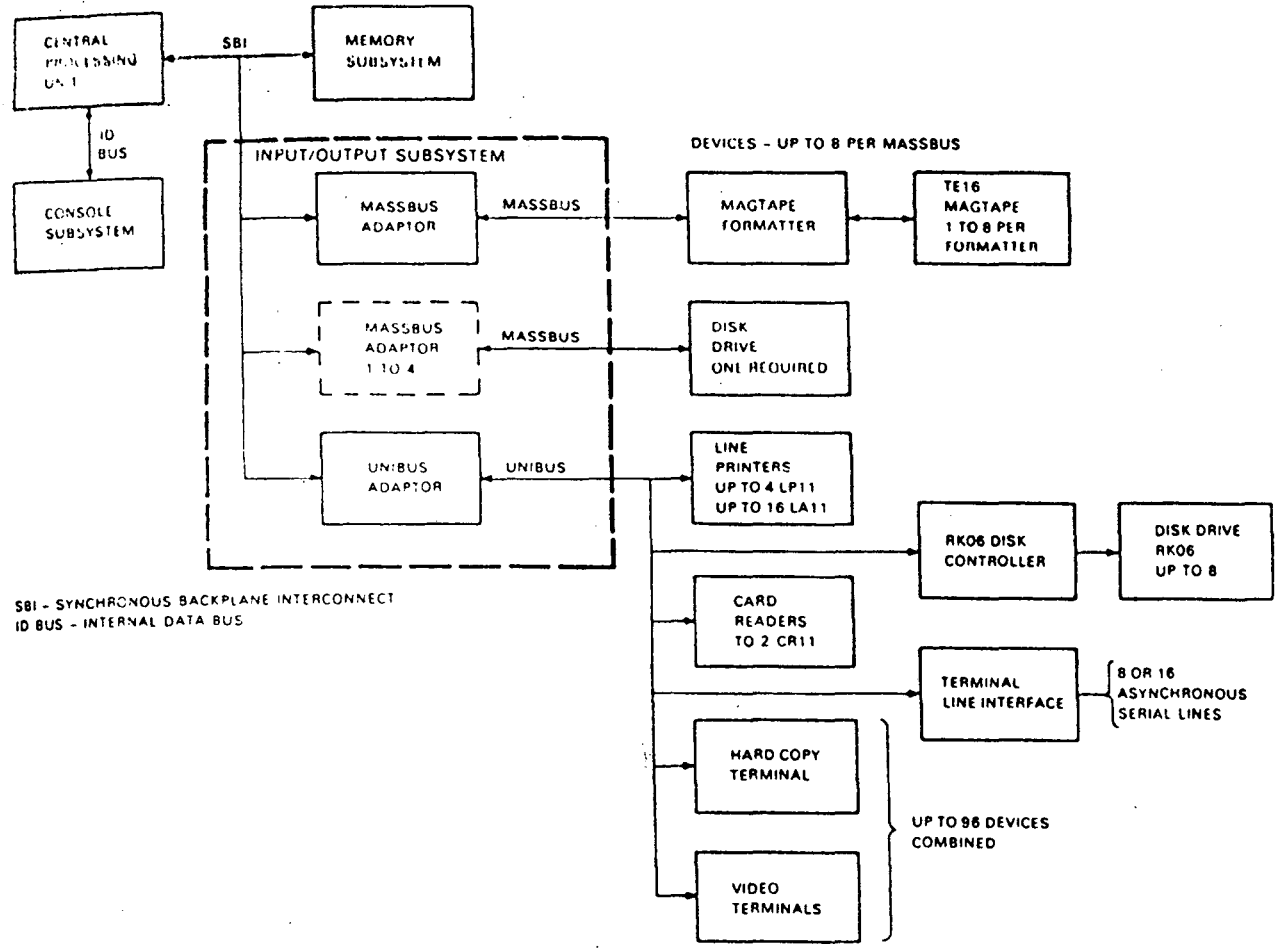 CENTRAL
PROCESSING
UNIT
SBI
MEMORY
SUBSYSTEM
ID
BUS
CONSOLE
SUBSYSTEM
INPUT/OUTPUT SUBSYSTEM
DEVICES - UP TO 8 PER MASSBUS
MASSBUS
ADAPTOR
MASSBUS
MAGTAPE
FORMATTER
TE16
MAGTAPE
1 TO 8 PER
FORMATTER
MASSBUS
ADAPTOR
1 TO 4
MASSBUS
DISK
DRIVE
ONE REQUIRED
UNIBUS
ADAPTOR
UNIBUS
LINE
PRINTERS
UP TO 4 LP11
UP TO 16 LA11
RK06 DISK
CONTROLLER
DISK DRIVE
RK06
UP TO 8
SBI - SYNCHRONOUS BACKPLANE INTERCONNECT
ID BUS - INTERNAL DATA BUS
CARD
READERS
TO 2 CR11
TERMINAL
LINE INTERFACE
8 OR 16
ASYNCHRONOUS
SERIAL LINES
HARD COPY
TERMINAL
UP TO 96 DEVICES
COMBINED
VIDEO
TERMINALS